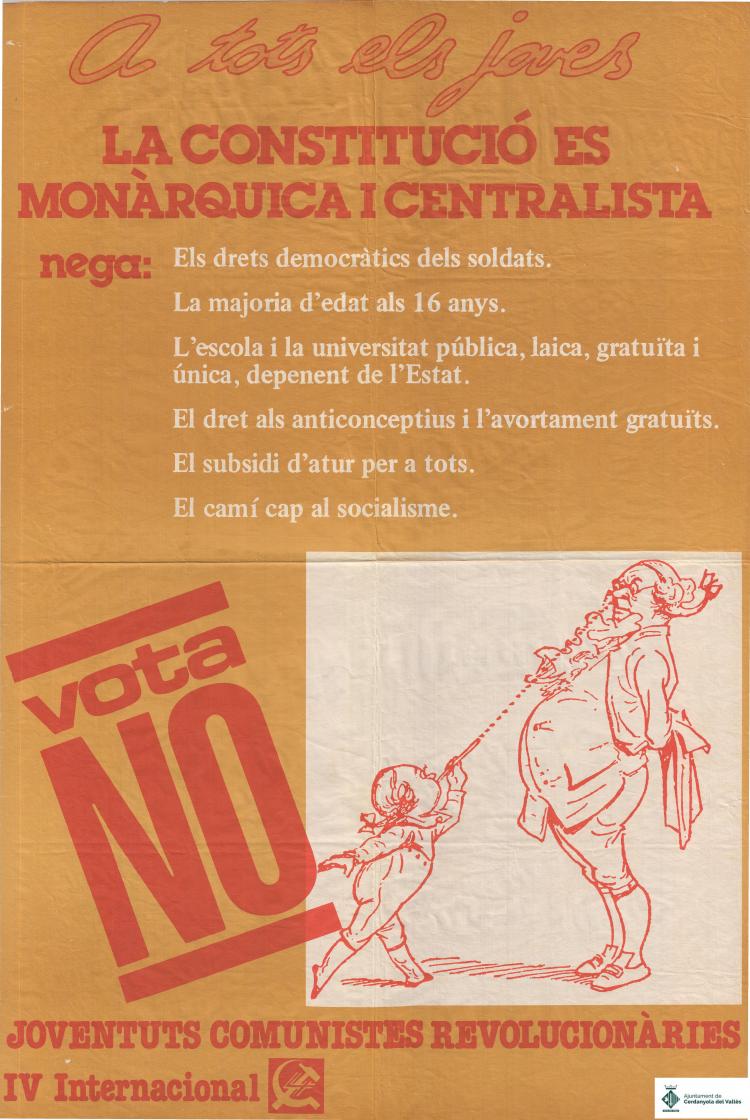 A tots els joves
LA CONSTITUCIÓ ES
MONÀRQUICA I CENTRALISTA
nega:
Els drets democràtics dels soldats.
La majoria d'edat als 16 anys.
L'escola i la universitat pública, laica, gratuïta i
única, depenent de l'Estat.
El dret als anticonceptius i l'avortament gratuïts.
El subsidi d'atur per a tots.
El camí cap al socialisme.
vota
NO
JOVENTUTS COMUNISTES REVOLUCIONÀRIES
IV Internacional
Ajuntament de
Cerdanyola del Vallès